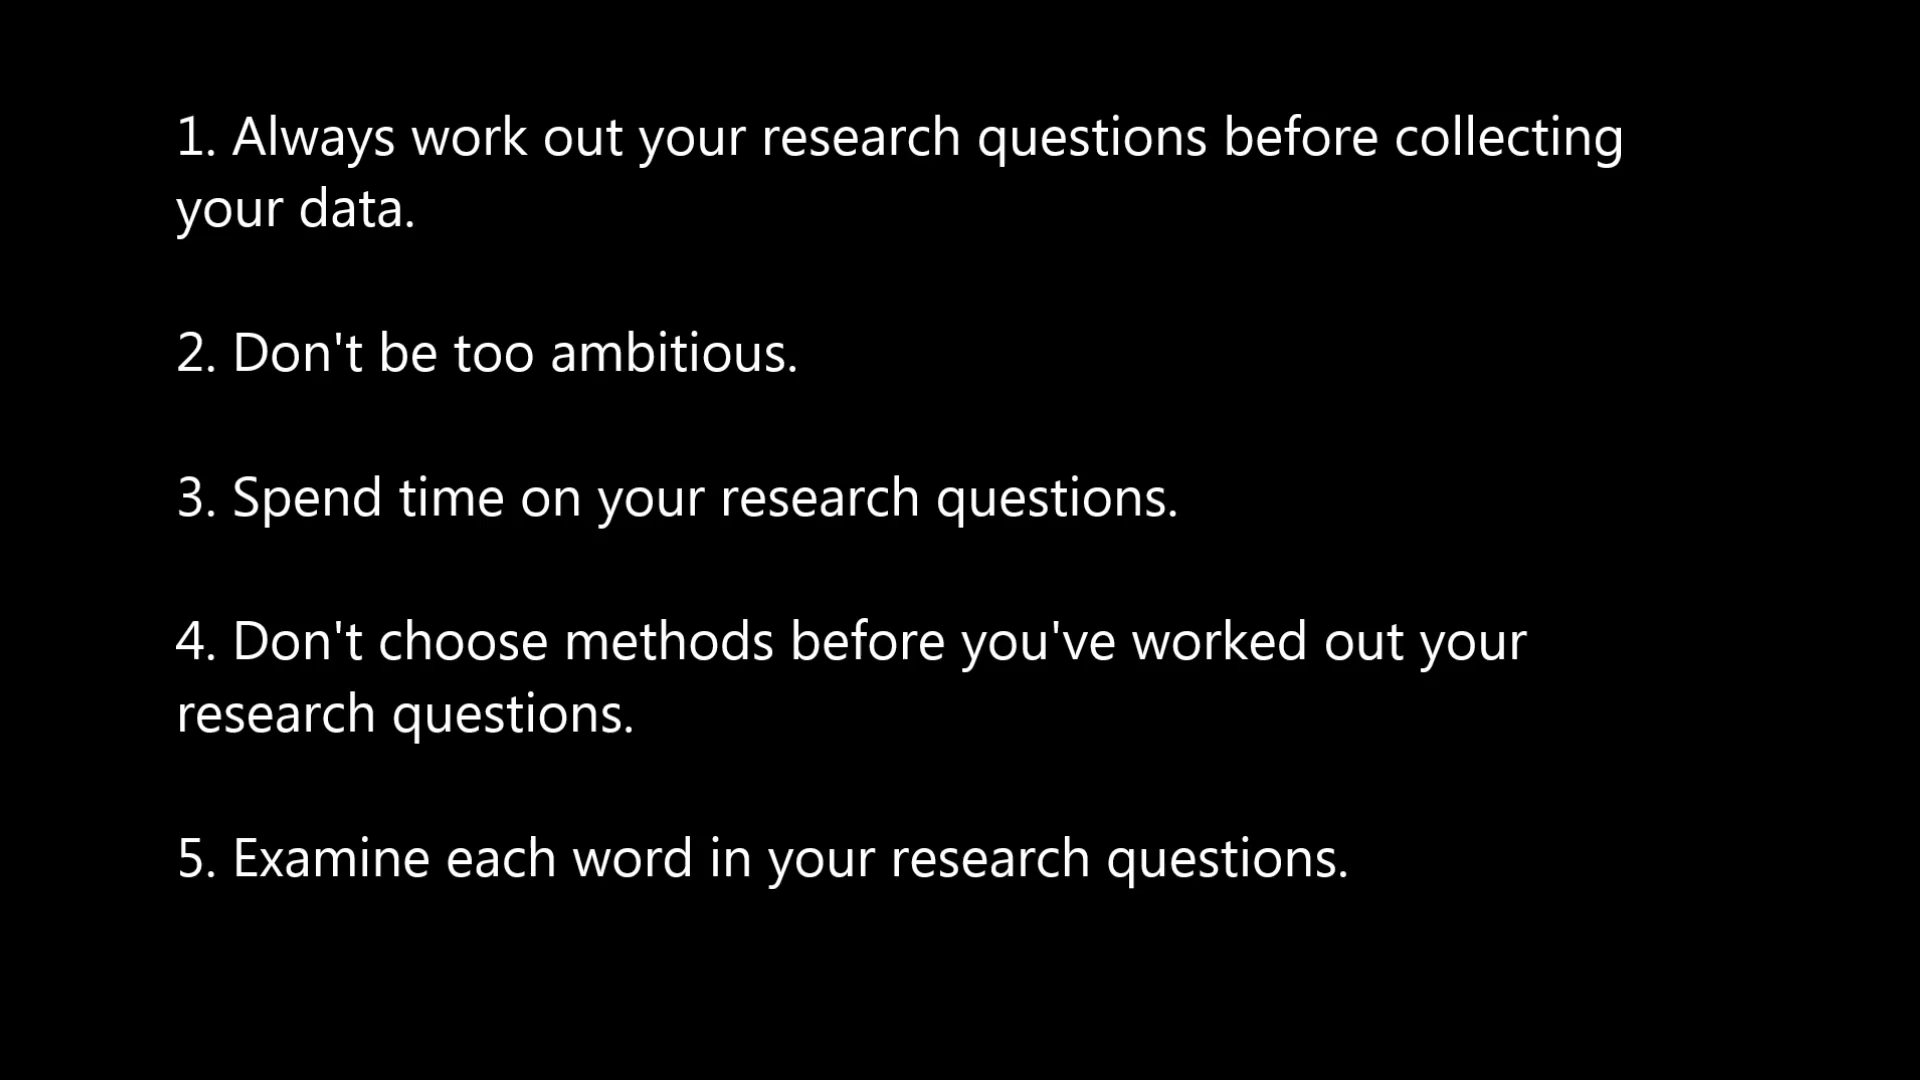 1. Always work out your research questions before collecting
your data.
2. Don't be too ambitious.
3. Spend time on your research questions.
4. Don't choose methods before you've worked out your
research questions.
5. Examine each word in your research questions.